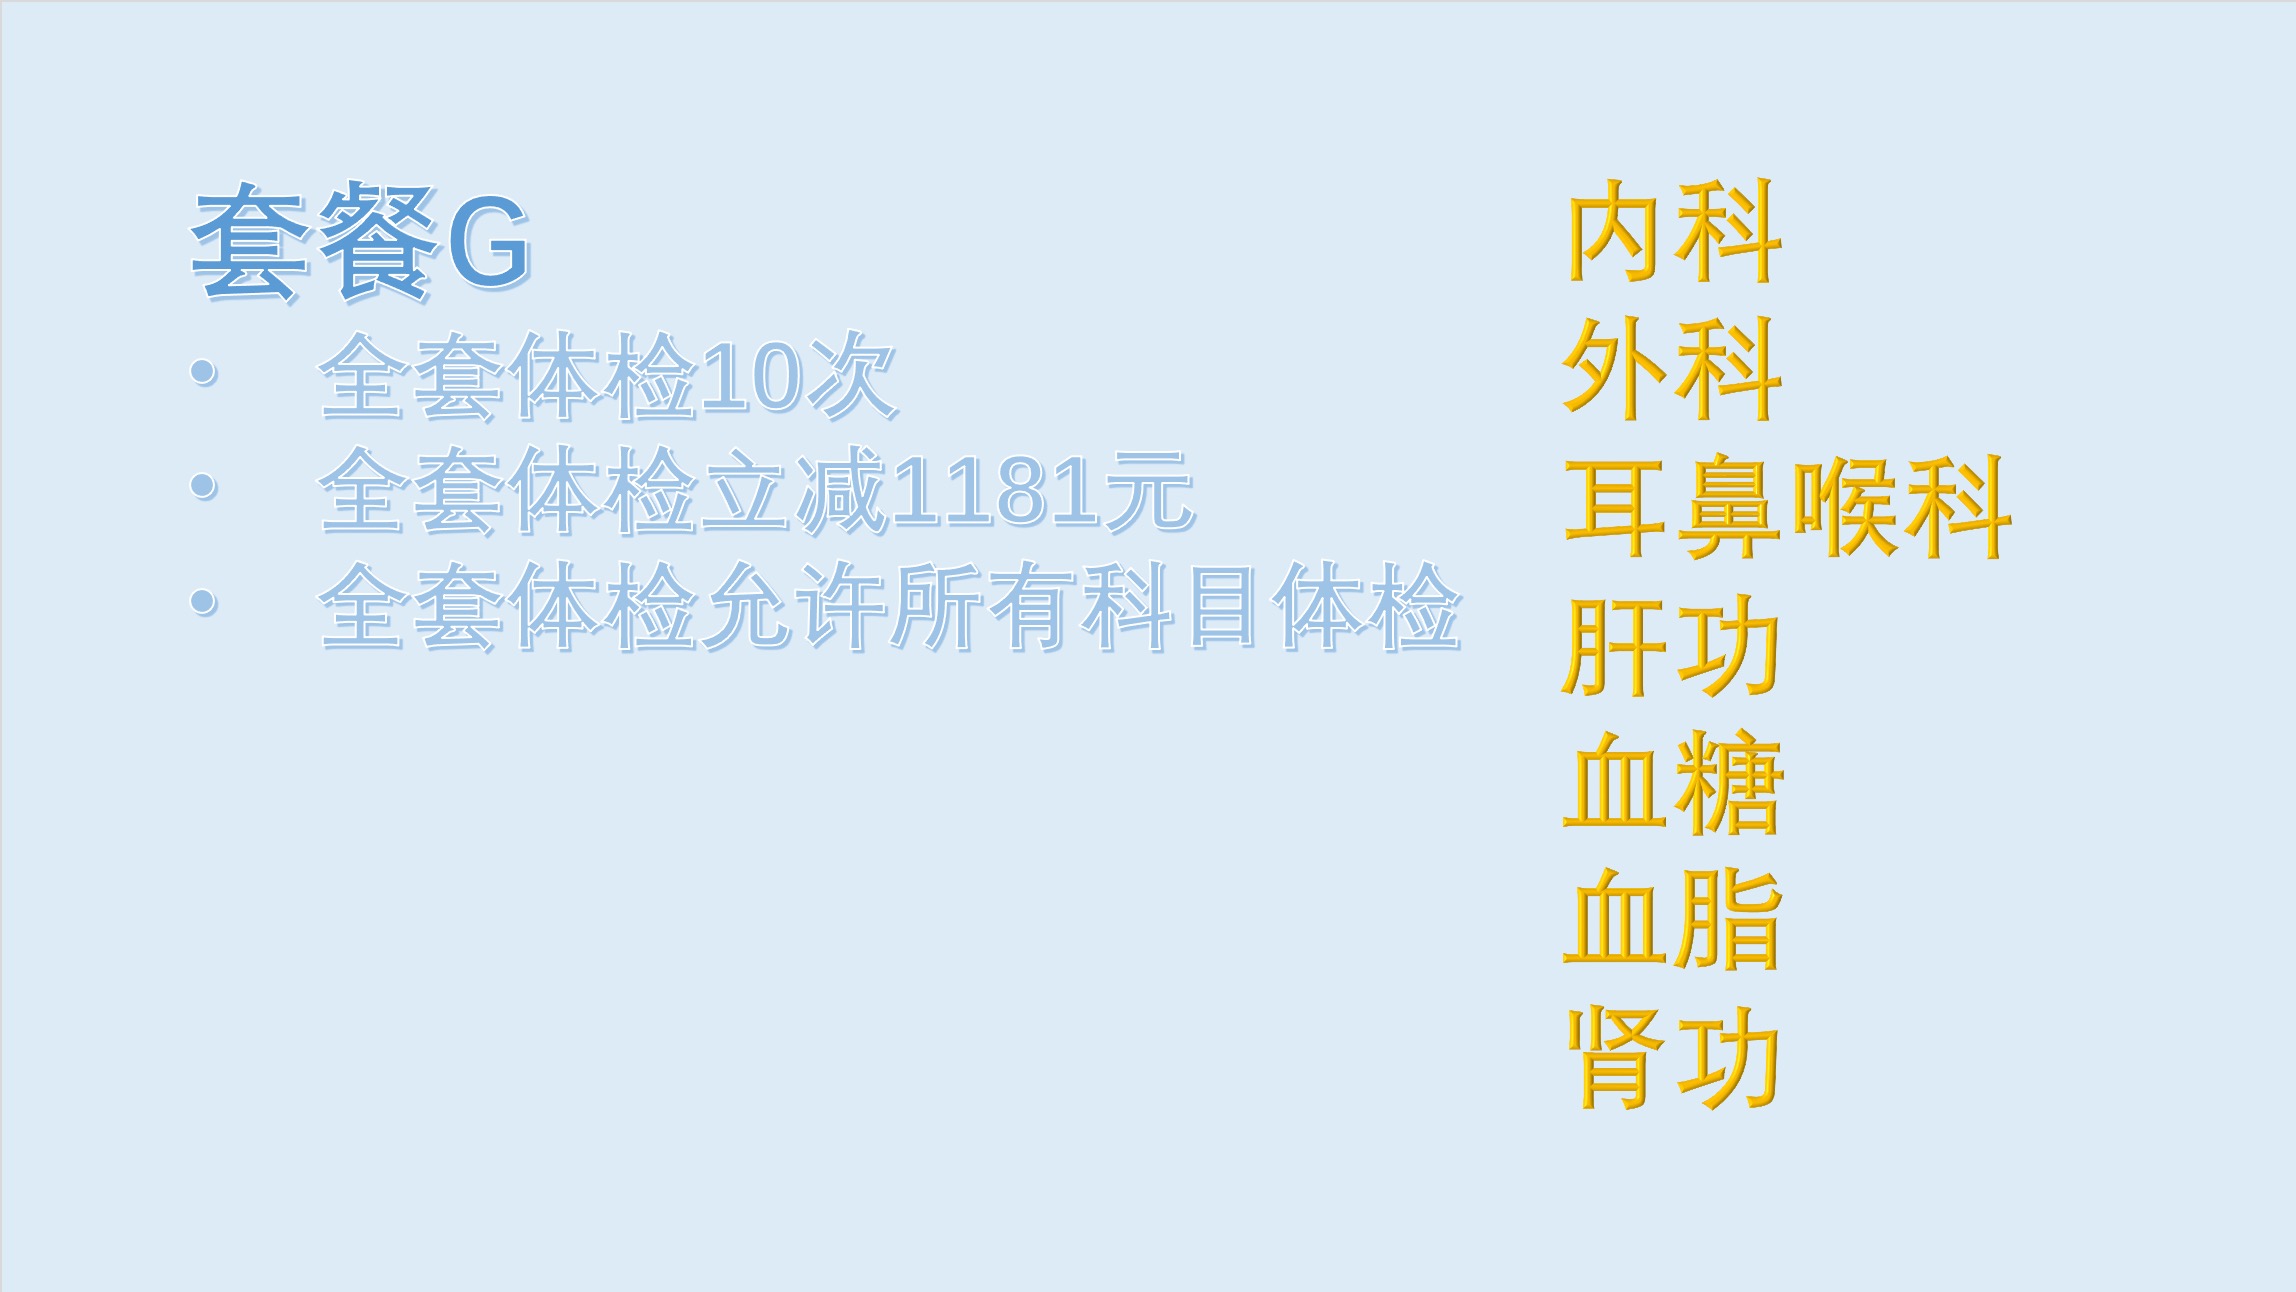 套餐G
• 全套体检10次
• 全套体检立减1181元
• 全套体检允许所有科目体检
内科
外科
耳鼻喉科
肝功
血糖
血脂
肾功